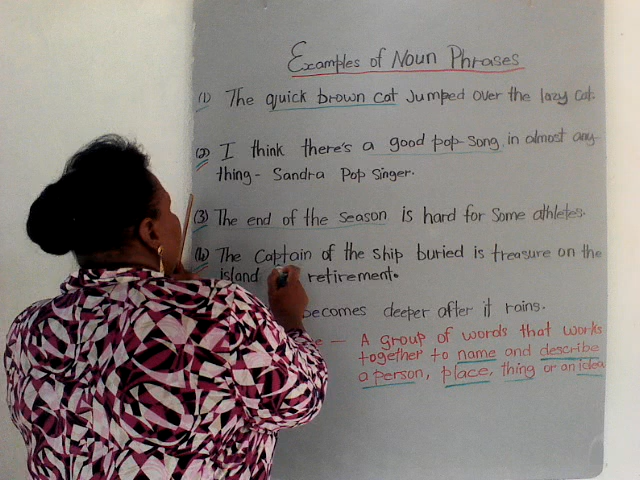 Examples of Noun Phrases
(1) The quick brown cat jumped over the lazy cat.
(2) I think there's a good pop song in almost any-
thing - Sandra Pop Singer.
(3) The end of the season is hard for some athletes.
The Captain of the ship buried is treasure on the
island retirement.
becomes deeper after it rains.
— A group of words that works
together to name and describe
a person, place, thing or an idea